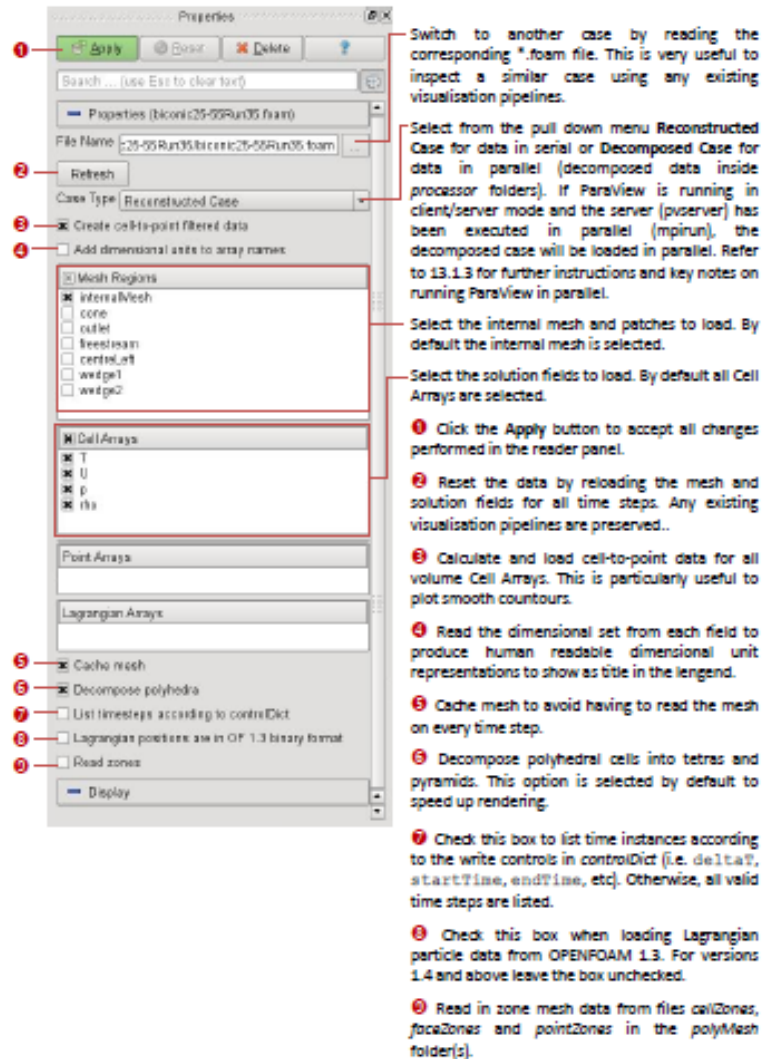 Properties
1 Apply Reset Delete ?
Search ... (use Esc to clear text)
Properties (biconic25-55Run35.foam)
File Name :25-55Run35/biconic25-55Run35.foam ...
2 Refresh
Case Type Reconstructed Case
3 Create cell-to-point filtered data
4 Add dimensional units to array names
Mesh Regions
internalMesh
cone
outlet
freestream
wedge1
wedge2
Cell Arrays
T
U
p
rho
Point Arrays
Lagrangian Arrays
5 Cache mesh
6 Decompose polyhedra
7 List timesteps according to controlDict
8 Lagrangian positions are in OF 1.3 binary format
9 Read zones
Display
Switch to another case by reading the
corresponding *.foam file. This is very useful to
inspect a similar case using any existing
visualisation pipelines.
Select from the pull down menu Reconstructed
Case for data in serial or Decomposed Case for
data in parallel (decomposed data inside
processor folders). If ParaView is running in
client/server mode and the server (pvserver) has
been executed in parallel (mpirun), the
decomposed case will be loaded in parallel. Refer
to 13.1.3 for further instructions and key notes on
running ParaView in parallel.
Select the internal mesh and patches to load. By
default the internal mesh is selected.
Select the solution fields to load. By default all Cell
Arrays are selected.
1 Click the Apply button to accept all changes
performed in the reader panel.
2 Reset the data by reloading the mesh and
solution fields for all time steps. Any existing
visualisation pipelines are preserved..
3 Calculate and load cell-to-point data for all
volume Cell Arrays. This is particularly useful to
plot smooth countours.
4 Read the dimensional set from each field to
produce human readable dimensional unit
representations to show as title in the lengend.
5 Cache mesh to avoid having to read the mesh
on every time step.
6 Decompose polyhedral cells into tetras and
pyramids. This option is selected by default to
speed up rendering.
7 Check this box to list time instances according
to the write controls in controlDict (i.e. deltaT,
startTime, endTime, etc). Otherwise, all valid
time steps are listed.
8 Check this box when loading Lagrangian
particle data from OPENFOAM 1.3. For versions
1.4 and above leave the box unchecked.
9 Read in zone mesh data from files cellZones,
faceZones and pointZones in the polyMesh
folder(s).